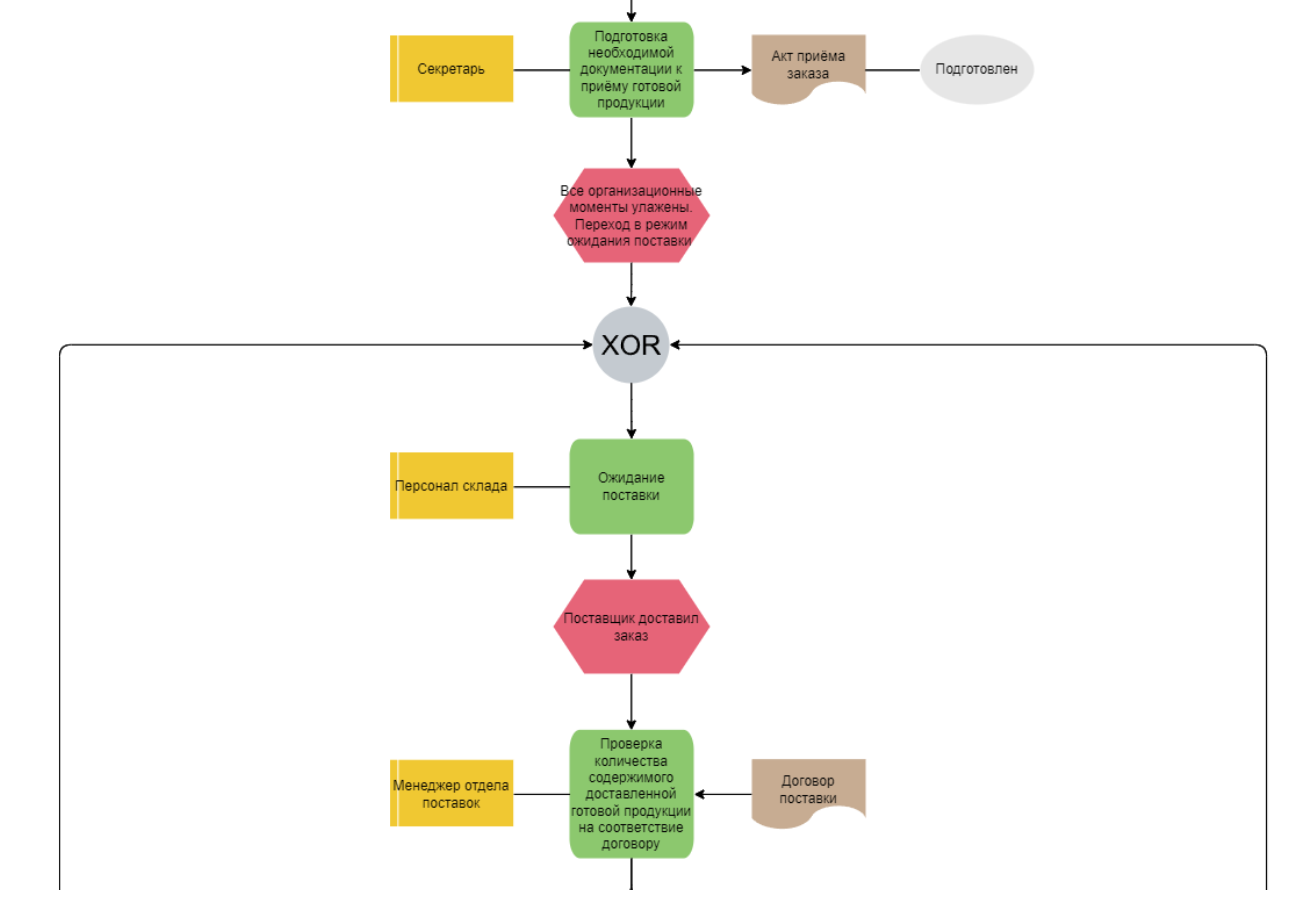 Секретарь
Подготовка
необходимой
документации к
приёму готовой
продукции
Акт приёма
заказа
Подготовлен
Все организационные
моменты улажены.
Переход в режим
ожидания поставки
XOR
Персонал склада
Ожидание
поставки
Поставщик доставил
заказ
Менеджер отдела
поставок
Проверка
количества
содержимого
доставленной
готовой продукции
на соответствие
договору
Договор
поставки